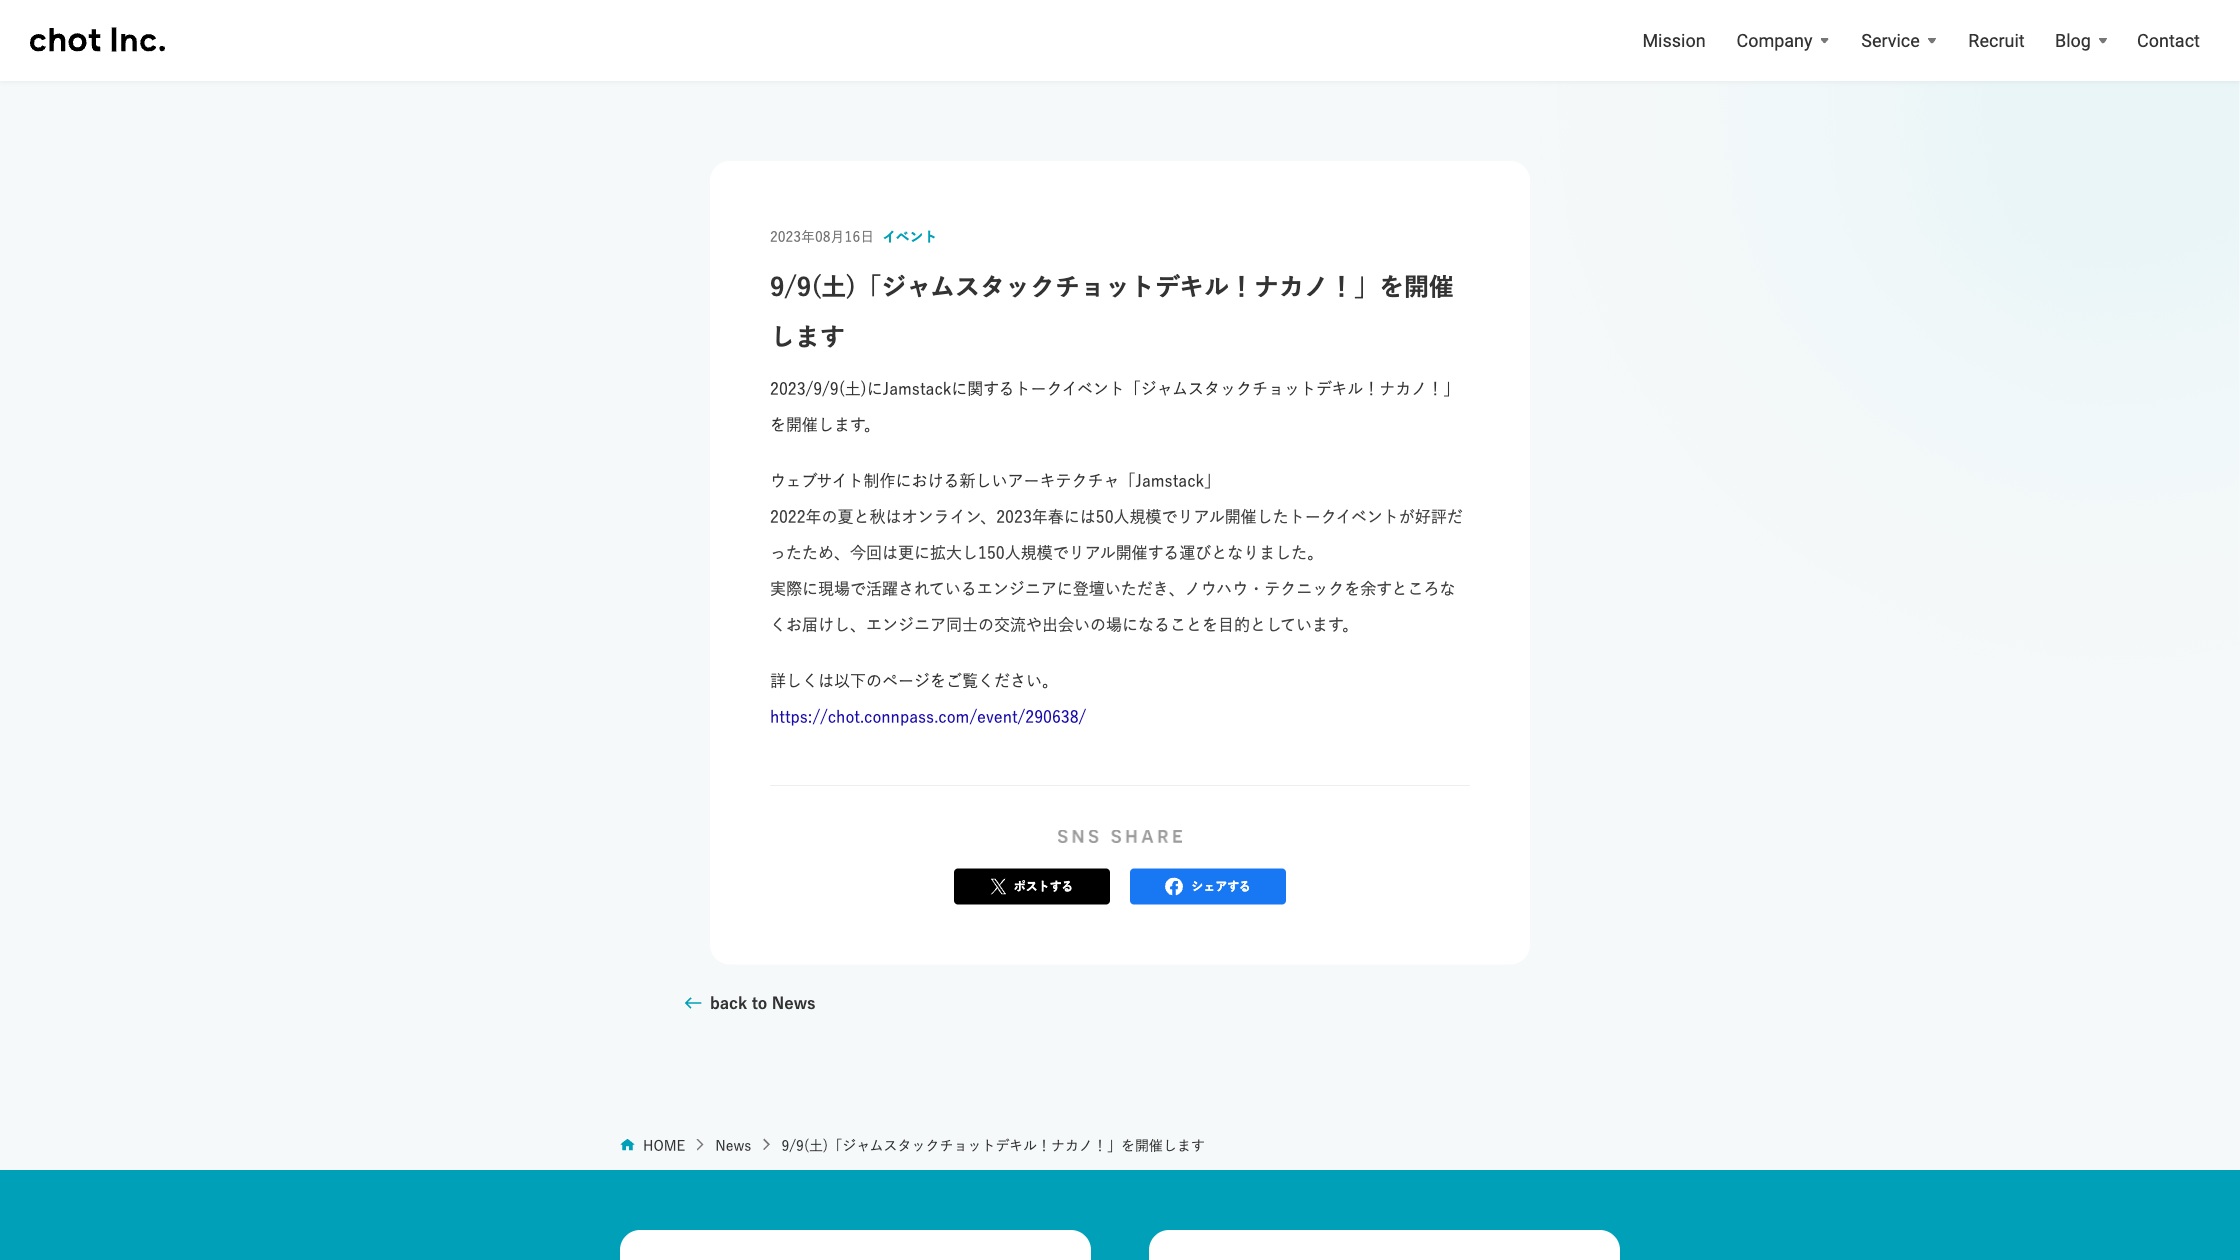 chot Inc.
Mission Company Service Recruit Blog Contact
2023年08月16日 イベント
9/9(土)「ジャムスタックチョットデキル！ナカノ！」を開催
します
2023/9/9(土)にJamstackに関するトークイベント「ジャムスタックチョットデキル！ナカノ！」
を開催します。
ウェブサイト制作における新しいアーキテクチャ「Jamstack」
2022年の夏と秋はオンライン、2023年春には50人規模でリアル開催したトークイベントが好評だ
ったため、今回は更に拡大し150人規模でリアル開催する運びとなりました。
実際に現場で活躍されているエンジニアに登壇いただき、ノウハウ・テクニックを余すところな
くお届けし、エンジニア同士の交流や出会いの場になることを目的としています。
詳しくは以下のページをご覧ください。
https://chot.connpass.com/event/290638/
SNS SHARE
ポストする シェアする
back to News
HOME News 9/9(土)「ジャムスタックチョットデキル！ナカノ！」を開催します